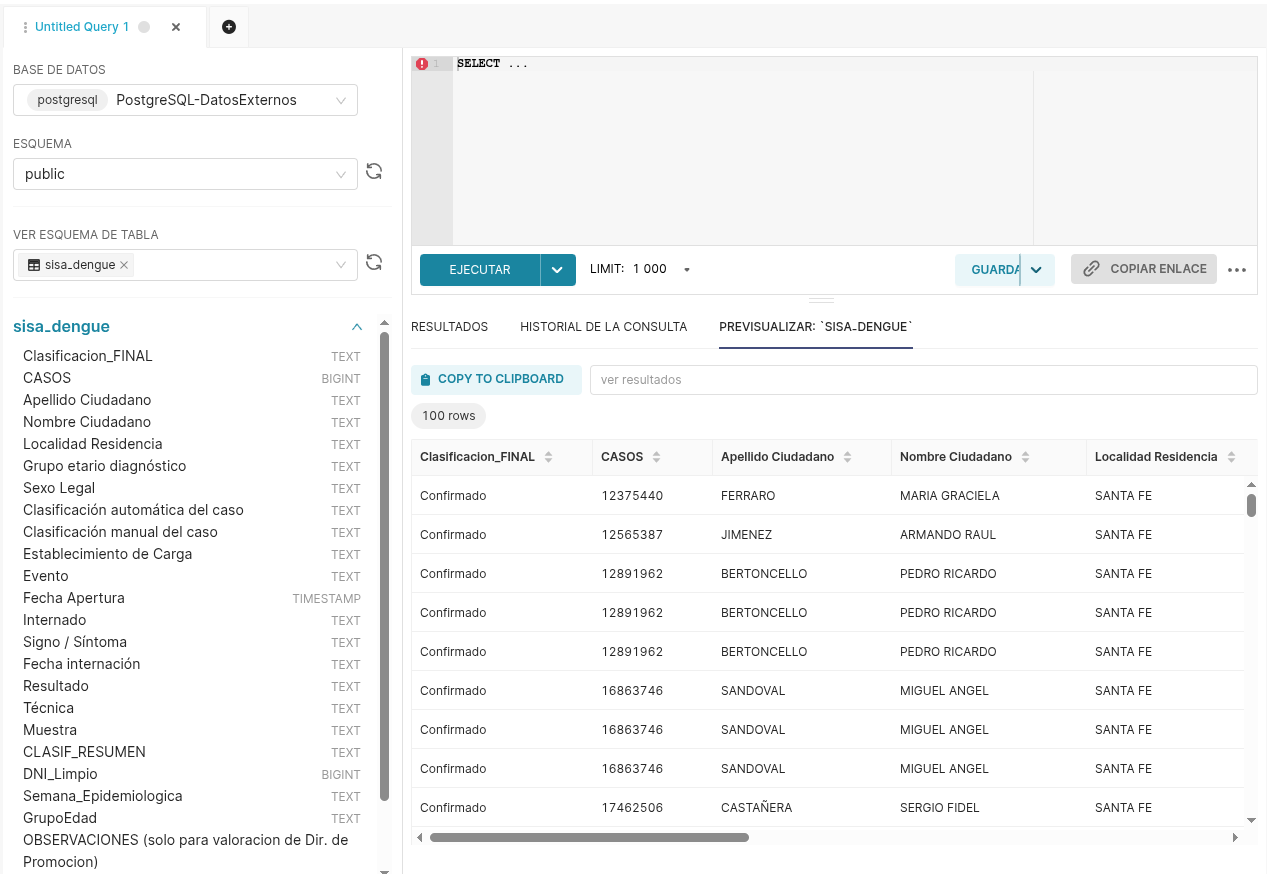 Untitled Query 1
BASE DE DATOS
postgresql PostgreSQL-DatosExternos
ESQUEMA
public
VER ESQUEMA DE TABLA
sisa_dengue
sisa_dengue
Clasificacion_FINAL TEXT
CASOS BIGINT
Apellido Ciudadano TEXT
Nombre Ciudadano TEXT
Localidad Residencia TEXT
Grupo etario diagnóstico TEXT
Sexo Legal TEXT
Clasificación automática del caso TEXT
Clasificación manual del caso TEXT
Establecimiento de Carga TEXT
Evento TEXT
Fecha Apertura TIMESTAMP
Internado TEXT
Signo / Síntoma TEXT
Fecha internación TEXT
Resultado TEXT
Técnica TEXT
Muestra TEXT
CLASIF_RESUMEN TEXT
DNI_Limpio BIGINT
Semana_Epidemiologica TEXT
GrupoEdad TEXT
OBSERVACIONES (solo para valoracion de Dir. de
Promocion)
1 SELECT ...
EJECUTAR LIMIT: 1 000 GUARDA COPIAR ENLACE
RESULTADOS HISTORIAL DE LA CONSULTA PREVISUALIZAR: `SISA_DENGUE`
COPY TO CLIPBOARD ver resultados
100 rows
Clasificacion_FINAL CASOS Apellido Ciudadano Nombre Ciudadano Localidad Residencia
Confirmado 12375440 FERRARO MARIA GRACIELA SANTA FE
Confirmado 12565387 JIMENEZ ARMANDO RAUL SANTA FE
Confirmado 12891962 BERTONCELLO PEDRO RICARDO SANTA FE
Confirmado 12891962 BERTONCELLO PEDRO RICARDO SANTA FE
Confirmado 12891962 BERTONCELLO PEDRO RICARDO SANTA FE
Confirmado 16863746 SANDOVAL MIGUEL ANGEL SANTA FE
Confirmado 16863746 SANDOVAL MIGUEL ANGEL SANTA FE
Confirmado 16863746 SANDOVAL MIGUEL ANGEL SANTA FE
Confirmado 17462506 CASTAÑERA SERGIO FIDEL SANTA FE